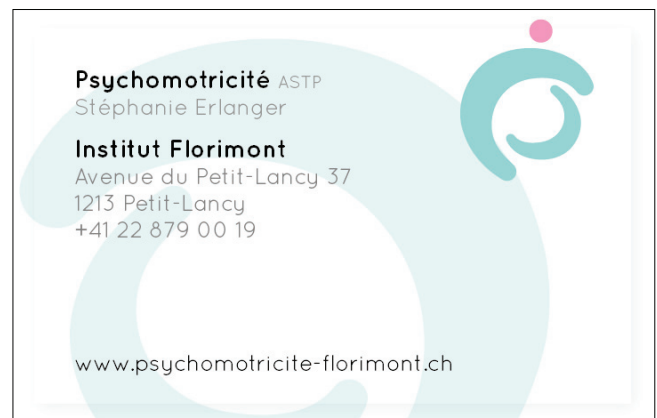 Psychomotricité ASTP
Stéphanie Erlanger
Institut Florimont
Avenue du Petit-Lancy 37
1213 Petit-Lancy
+41 22 879 00 19
www.psychomotricite-florimont.ch